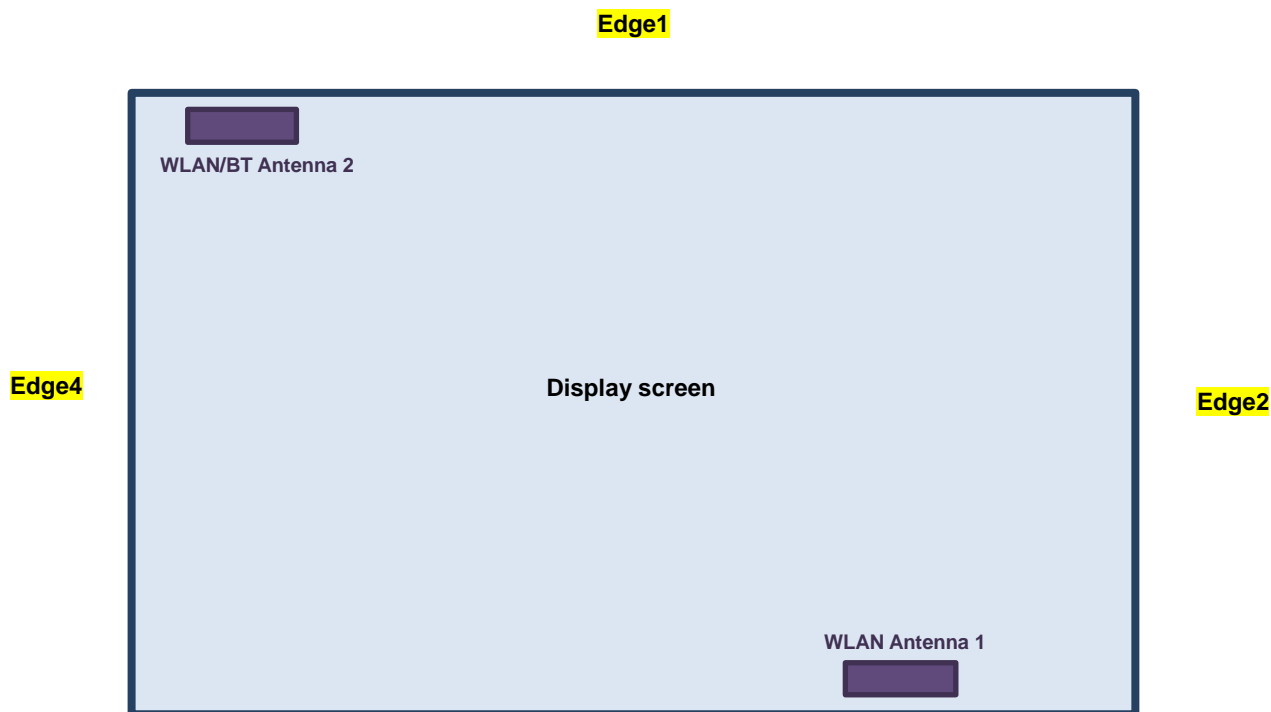 Edge1
WLAN/BT Antenna 2
Edge4
Display screen
Edge2
WLAN Antenna 1